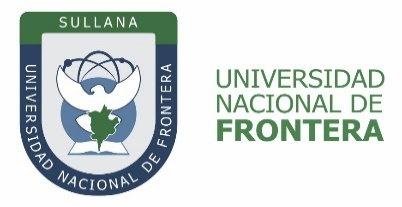 SULLANA
UNIVERSIDAD NACIONAL DE FRONTERA
UNIVERSIDAD
NACIONAL DE
FRONTERA